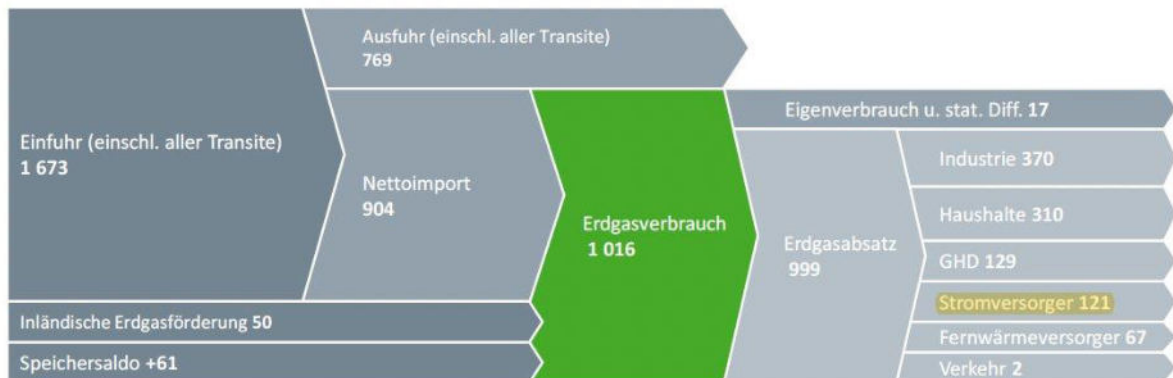 Ausfuhr (einschl. aller Transite)
769
Einfuhr (einschl. aller Transite)
1 673
Nettoimport
904
Inländische Erdgasförderung 50
Speichersaldo +61
Erdgasverbrauch
1 016
Eigenverbrauch u. stat. Diff. 17
Erdgasabsatz
999
Industrie 370
Haushalte 310
GHD 129
Stromversorger 121
Fernwärmeversorger 67
Verkehr 2